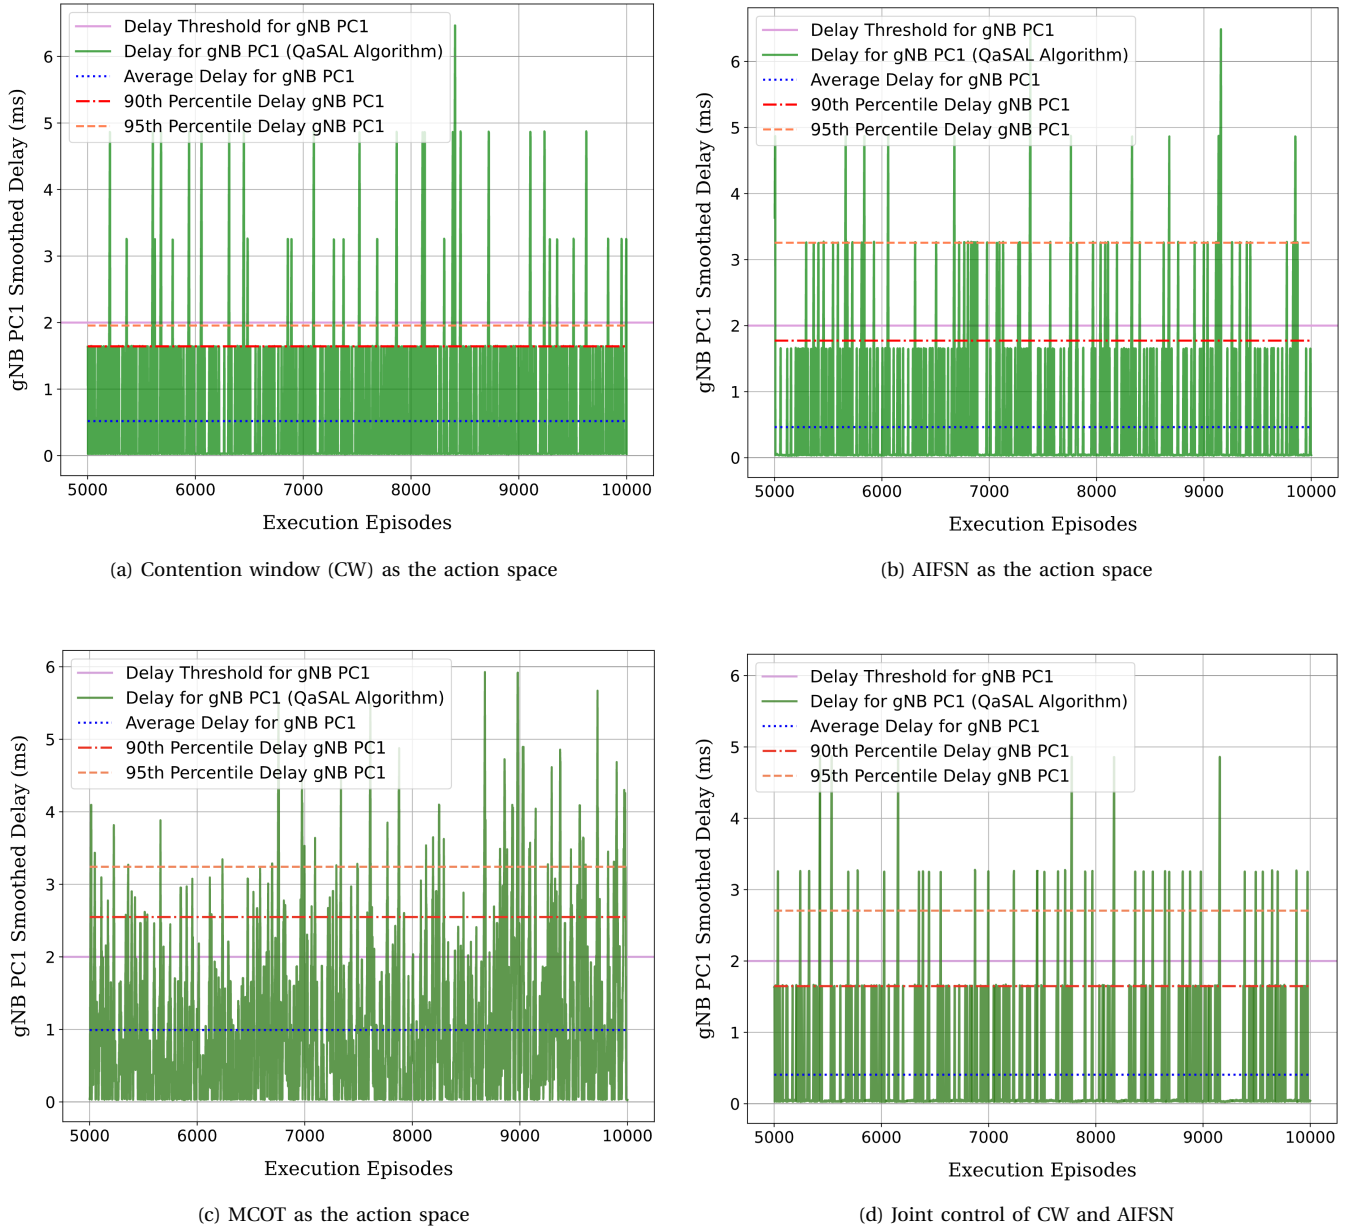 Delay Threshold for gNB PC1
Delay for gNB PC1 (QaSAL Algorithm)
Average Delay for gNB PC1
90th Percentile Delay gNB PC1
95th Percentile Delay gNB PC1
gNB PC1 Smoothed Delay (ms)
6
5
4
3
2
1
0
5000 6000 7000 8000 9000 10000
Execution Episodes
(a) Contention window (CW) as the action space
Delay Threshold for gNB PC1
Delay for gNB PC1 (QaSAL Algorithm)
Average Delay for gNB PC1
90th Percentile Delay gNB PC1
95th Percentile Delay gNB PC1
gNB PC1 Smoothed Delay (ms)
6
5
4
3
2
1
0
5000 6000 7000 8000 9000 10000
Execution Episodes
(b) AIFSN as the action space
Delay Threshold for gNB PC1
Delay for gNB PC1 (QaSAL Algorithm)
Average Delay for gNB PC1
90th Percentile Delay gNB PC1
95th Percentile Delay gNB PC1
gNB PC1 Smoothed Delay (ms)
6
5
4
3
2
1
0
5000 6000 7000 8000 9000 10000
Execution Episodes
(c) MCOT as the action space
Delay Threshold for gNB PC1
Delay for gNB PC1 (QaSAL Algorithm)
Average Delay for gNB PC1
90th Percentile Delay gNB PC1
95th Percentile Delay gNB PC1
gNB PC1 Smoothed Delay (ms)
6
5
4
3
2
1
0
5000 6000 7000 8000 9000 10000
Execution Episodes
(d) Joint control of CW and AIFSN